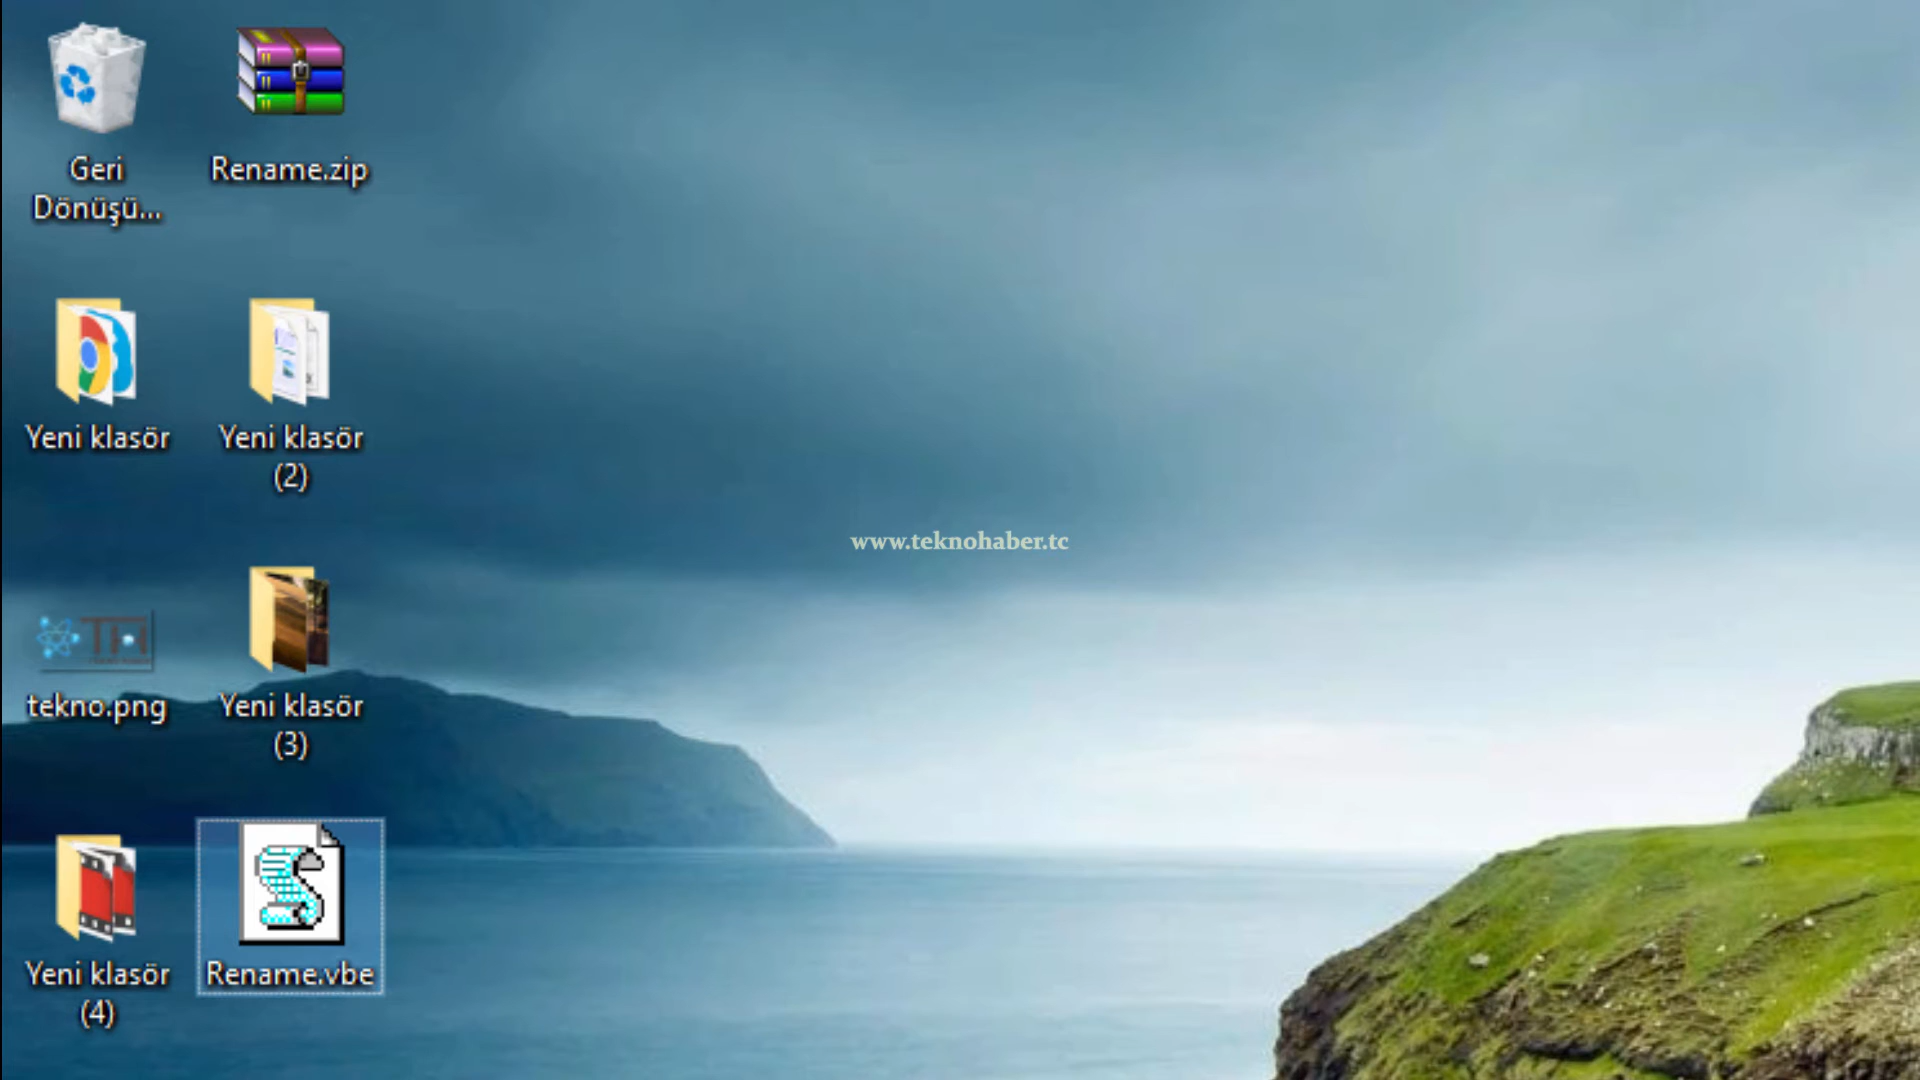 Geri
Dönüşü...
Rename.zip
Yeni klasör
Yeni klasör
(2)
www.teknohaber.tc
TH
tekno.png
Yeni klasör
(3)
Yeni klasör
(4)
Rename.vbe